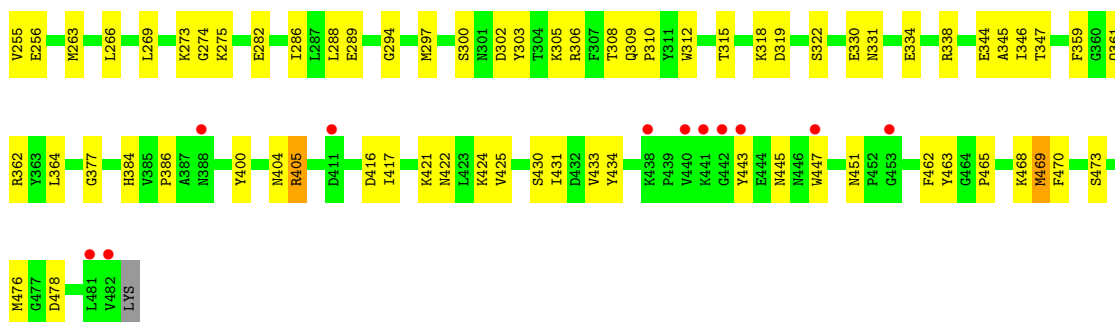 V255 E256 M263 L266 L269 K273 G274 K275 E282 I286 L287 L288 E289 G294 M297 S300 N301 D302 Y303 T304 K305 R306 F307 T308 Q309 P310 Y311 W312 T315 K318 D319 S322 E330 N331 E334 R338 E344 A345 I346 T347 F359 G360 Q361
R362 Y363 L364 G377 H384 V385 P386 A387 N388 Y400 N404 R405 D411 D416 I417 K421 N422 L423 K424 V425 S430 I431 D432 V433 Y434 K438 P439 V440 K441 G442 Y443 E444 N445 N446 W447 N451 P452 G453 F462 Y463 G464 P465 K468 M469 F470 S473
M476 G477 D478 L481 V482 LYS